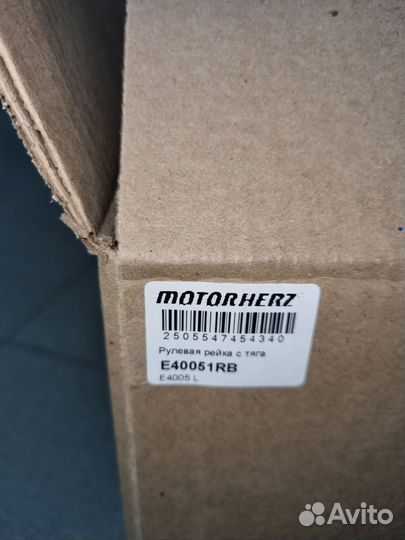 MOTORHERZ
2505547454340
Рулевая рейка с тяга
E40051RB
E4005 L
Avito